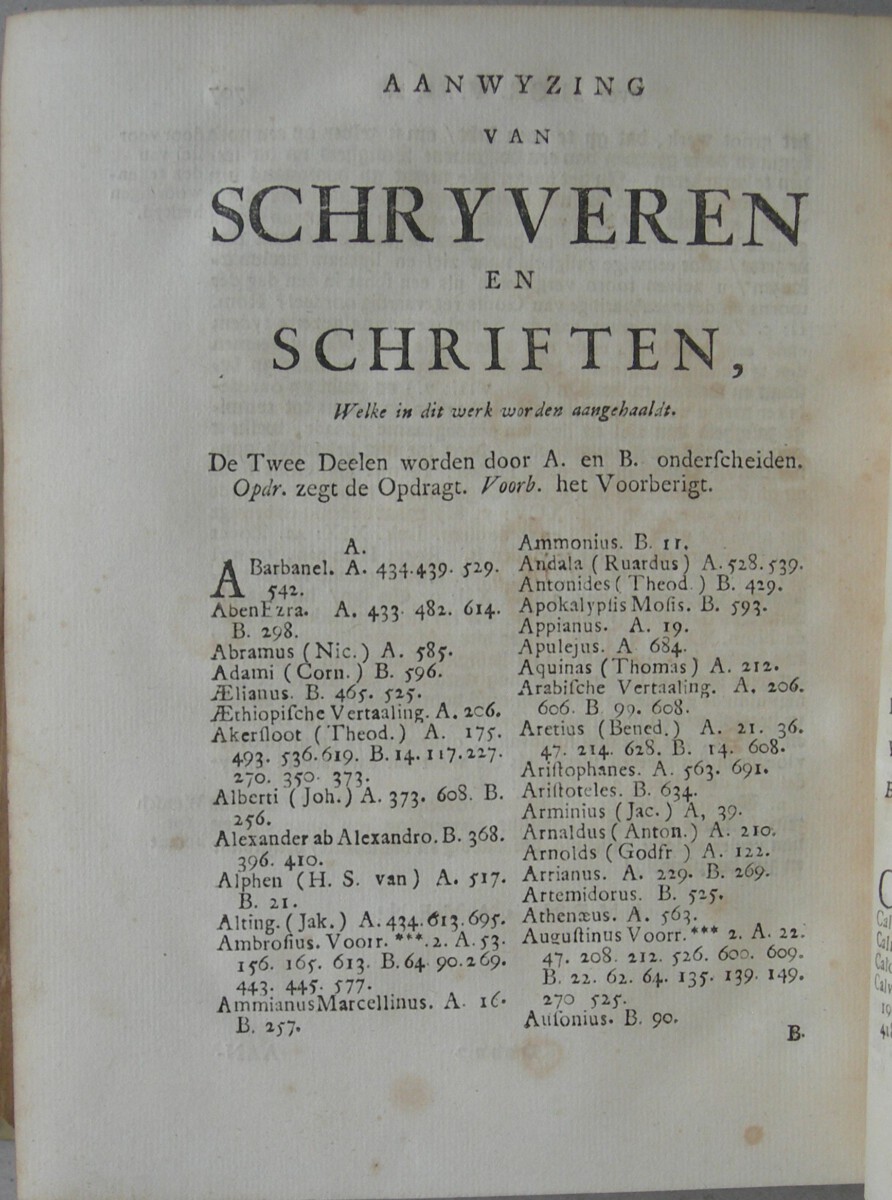 AANWYZING
VAN
SCHRYVEREN
EN
SCHRIFTEN,
Welke in dit werk worden aangehaaldt.
De Twee Deelen worden door A. en B. onderſcheiden.
Opdr. zegt de Opdragt. Voorb. het Voorberigt.
A.
ABarbanel. A. 434. 439. 529.
542.
AbenEzra. A. 433. 482. 614.
B. 298.
Abramus (Nic.) A. 585.
Adami (Corn.) B. 596.
Ælianus. B. 465. 525.
Æthiopiſche Vertaaling. A. 206.
Akerſloot (Theod.) A. 175.
493. 536. 619. B. 14. 117. 227.
270. 350. 373.
Alberti (Joh.) A. 373. 608. B.
256.
Alexander ab Alexandro. B. 368.
396. 410.
Alphen (H. S. van) A. 517.
B. 21.
Alting. (Jak.) A. 434. 613. 695.
Ambroſius. Voorr. ***. 2. A. 53.
156. 165. 613. B. 64. 90. 269.
443. 445. 577.
Ammianus Marcellinus. A. 16.
B. 257.
Ammonius. B. 11.
Andala (Ruardus) A. 528. 539.
Antonides (Theod.) B. 429.
Apokalypſis Moſis. B. 593.
Appianus. A. 19.
Apulejus. A 684.
Aquinas (Thomas) A. 212.
Arabiſche Vertaaling. A. 206.
606. B 99. 608.
Aretius (Bened.) A. 21. 36.
47. 214. 628. B. 14. 608.
Ariſtophanes. A. 563. 691.
Ariſtoteles. B. 634.
Arminius (Jac.) A, 39.
Arnaldus (Anton.) A. 210.
Arnolds (Godfr ) A. 122.
Arrianus. A. 229. B. 269.
Artemidorus. B. 525.
Athenæus. A. 563.
Auguſtinus Voorr. *** 2. A. 22.
47. 208. 212. 526. 600. 609.
B. 22. 62. 64. 135. 139. 149.
270 525.
Auſonius. B. 90.
B.